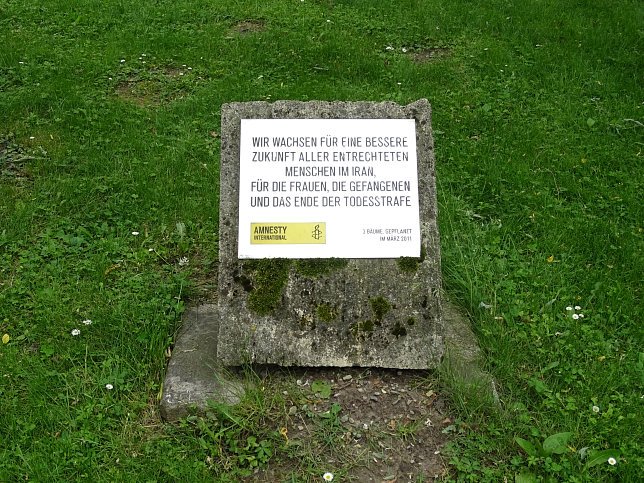 WIR WACHSEN FÜR EINE BESSERE
ZUKUNFT ALLER ENTRECHTETEN
MENSCHEN IM IRAN,
FÜR DIE FRAUEN, DIE GEFANGENEN
UND DAS ENDE DER TODESSTRAFE
AMNESTY
INTERNATIONAL
3 BÄUME, GEPFLANZT
IM MÄRZ 2011